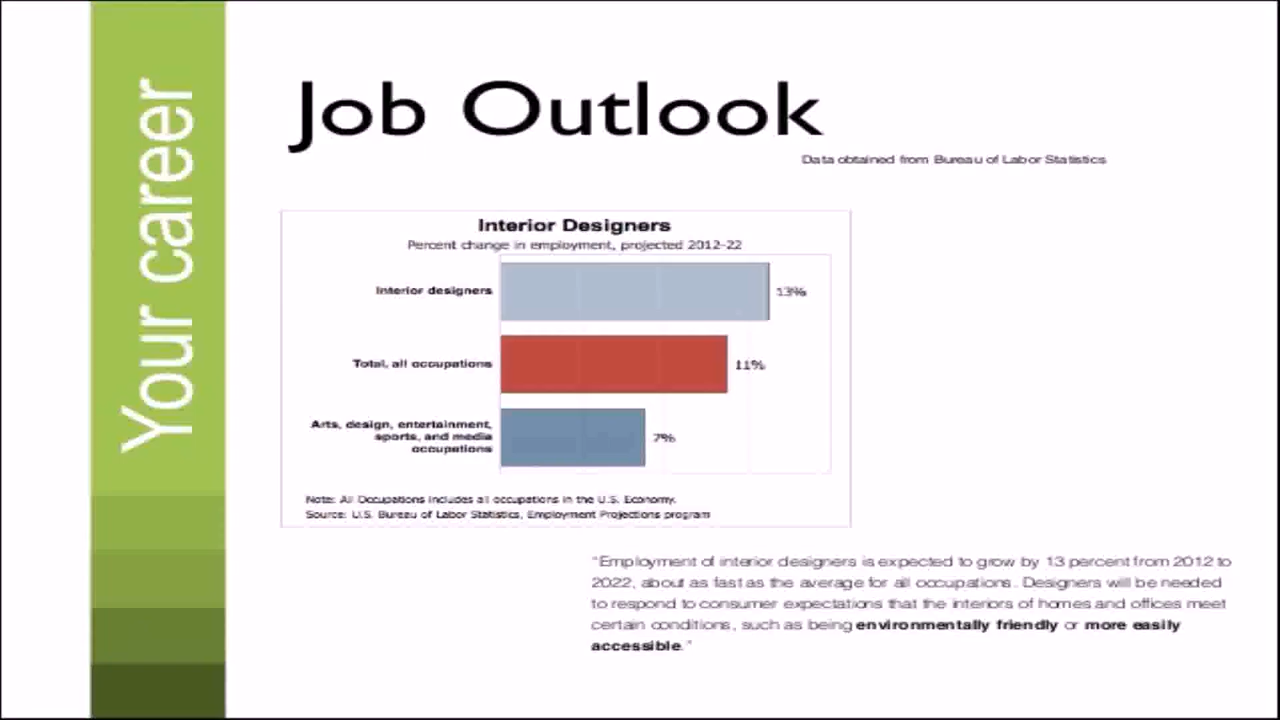 Your career
Job Outlook
Data obtained from Bureau of Labor Statistics
Interior Designers
Percent change in employment, projected 2012-22
Interior designers
13%
Total, all occupations
11%
Arts, design, entertainment,
sports, and media
occupations
7%
Note: All Occupations includes all occupations in the U.S. Economy.
Source: U.S. Bureau of Labor Statistics, Employment Projections program
"Employment of interior designers is expected to grow by 13 percent from 2012 to
2022, about as fast as the average for all occupations. Designers will be needed
to respond to consumer expectations that the interiors of homes and offices meet
certain conditions, such as being environmentally friendly or more easily
accessible."